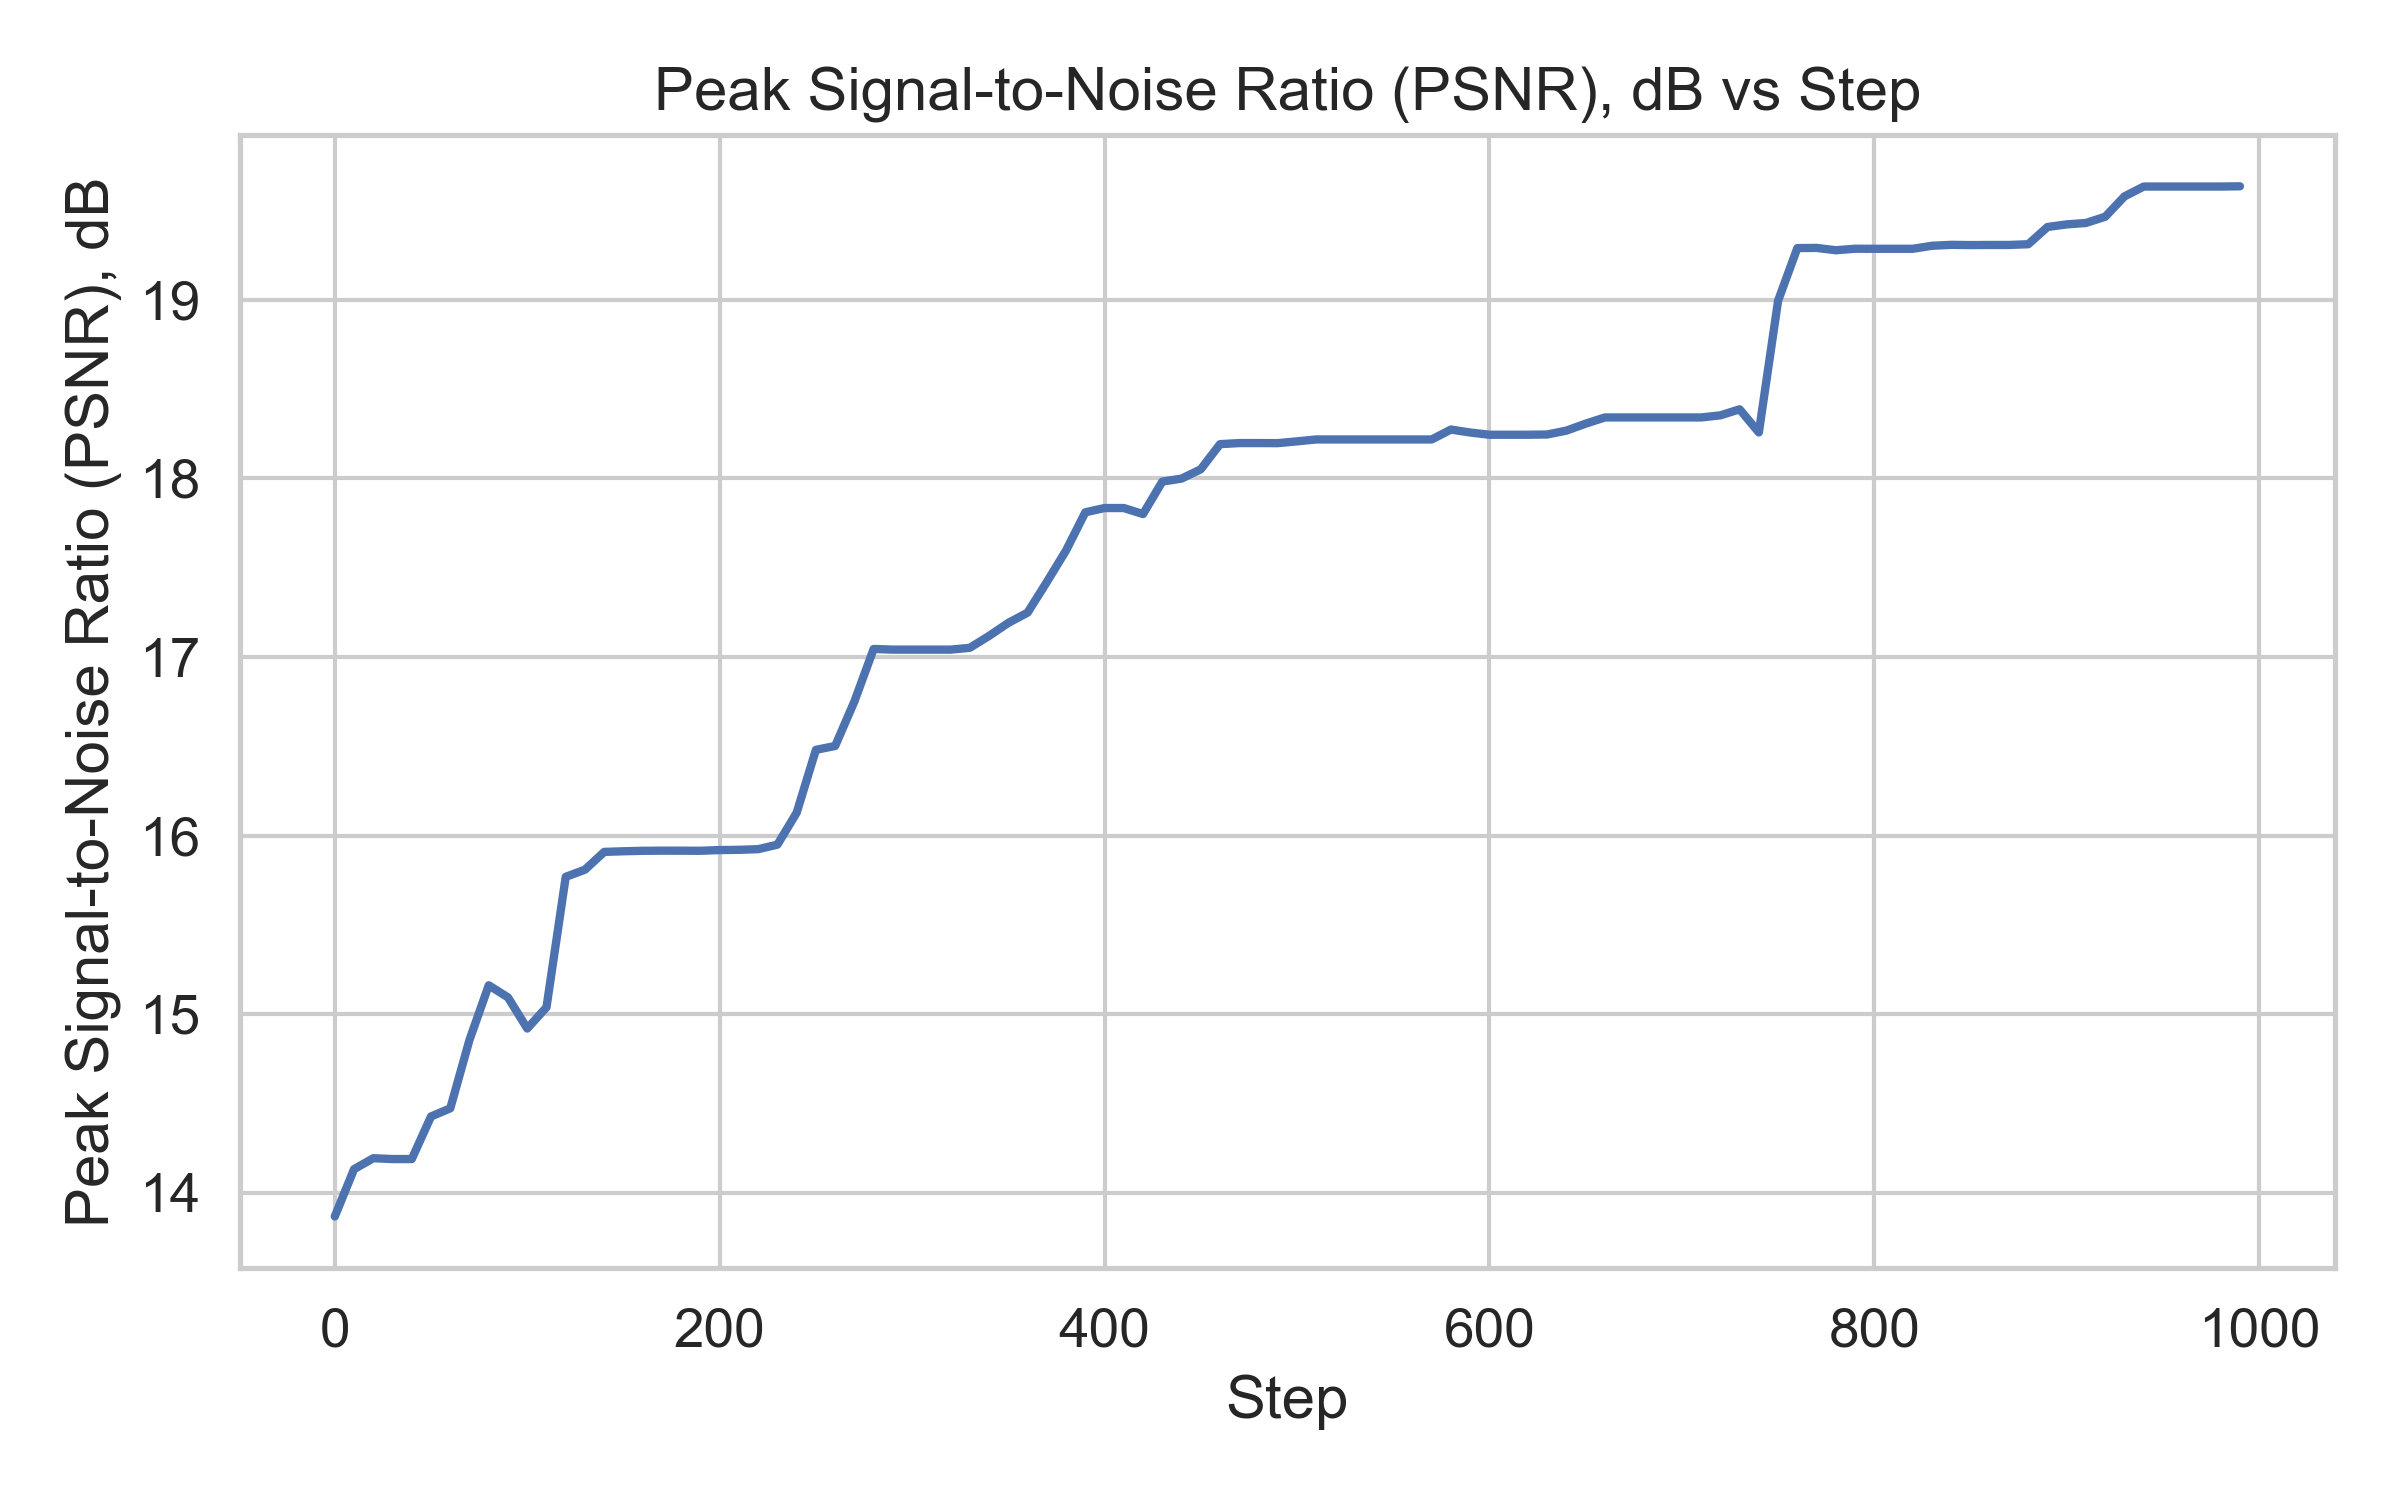 Peak Signal-to-Noise Ratio (PSNR), dB vs Step
Peak Signal-to-Noise Ratio (PSNR), dB
19
18
17
16
15
14
0 200 400 600 800 1000
Step